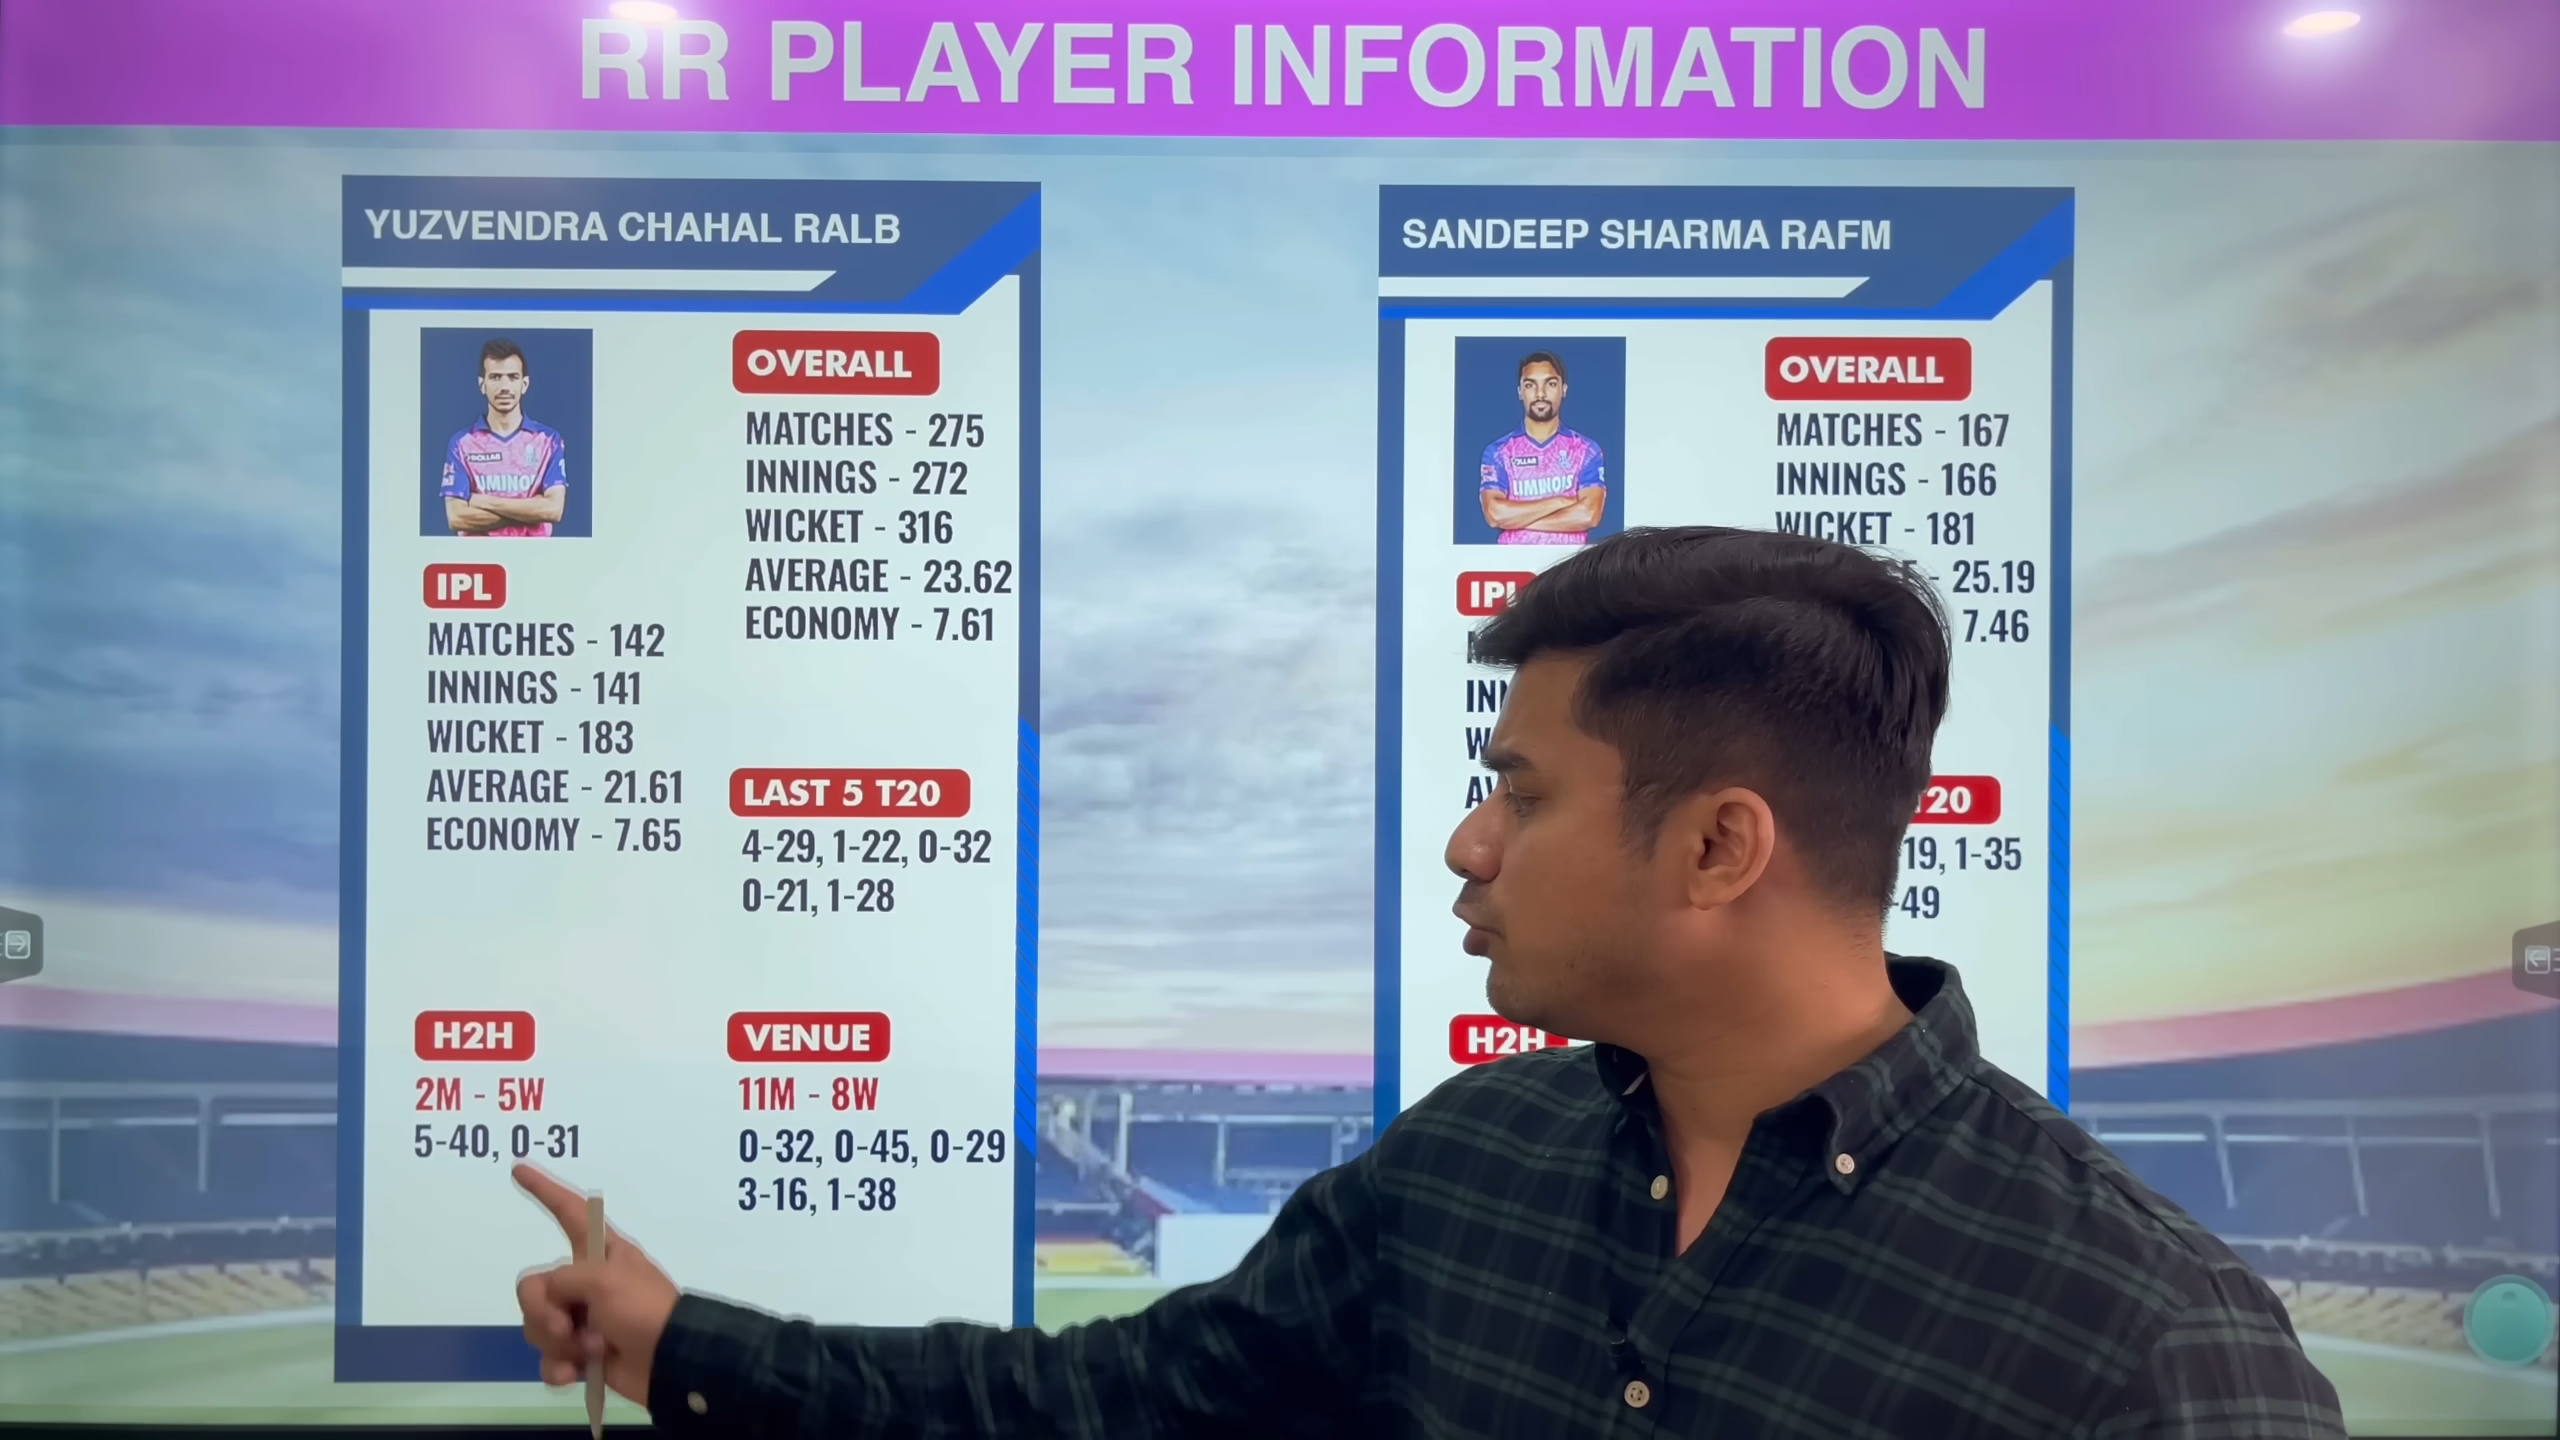 RR PLAYER INFORMATION
YUZVENDRA CHAHAL RALB
OVERALL
MATCHES - 275
INNINGS - 272
WICKET - 316
AVERAGE - 23.62
ECONOMY - 7.61
IPL
MATCHES - 142
INNINGS - 141
WICKET - 183
AVERAGE - 21.61
ECONOMY - 7.65
LAST 5 T20
4-29, 1-22, 0-32
0-21, 1-28
H2H
2M - 5W
5-40, 0-31
VENUE
11M - 8W
0-32, 0-45, 0-29
3-16, 1-38
SANDEEP SHARMA RAFM
OVERALL
MATCHES - 167
INNINGS - 166
WICKET - 181
- 25.19
7.46
IPL
T20
19, 1-35
-49
H2H